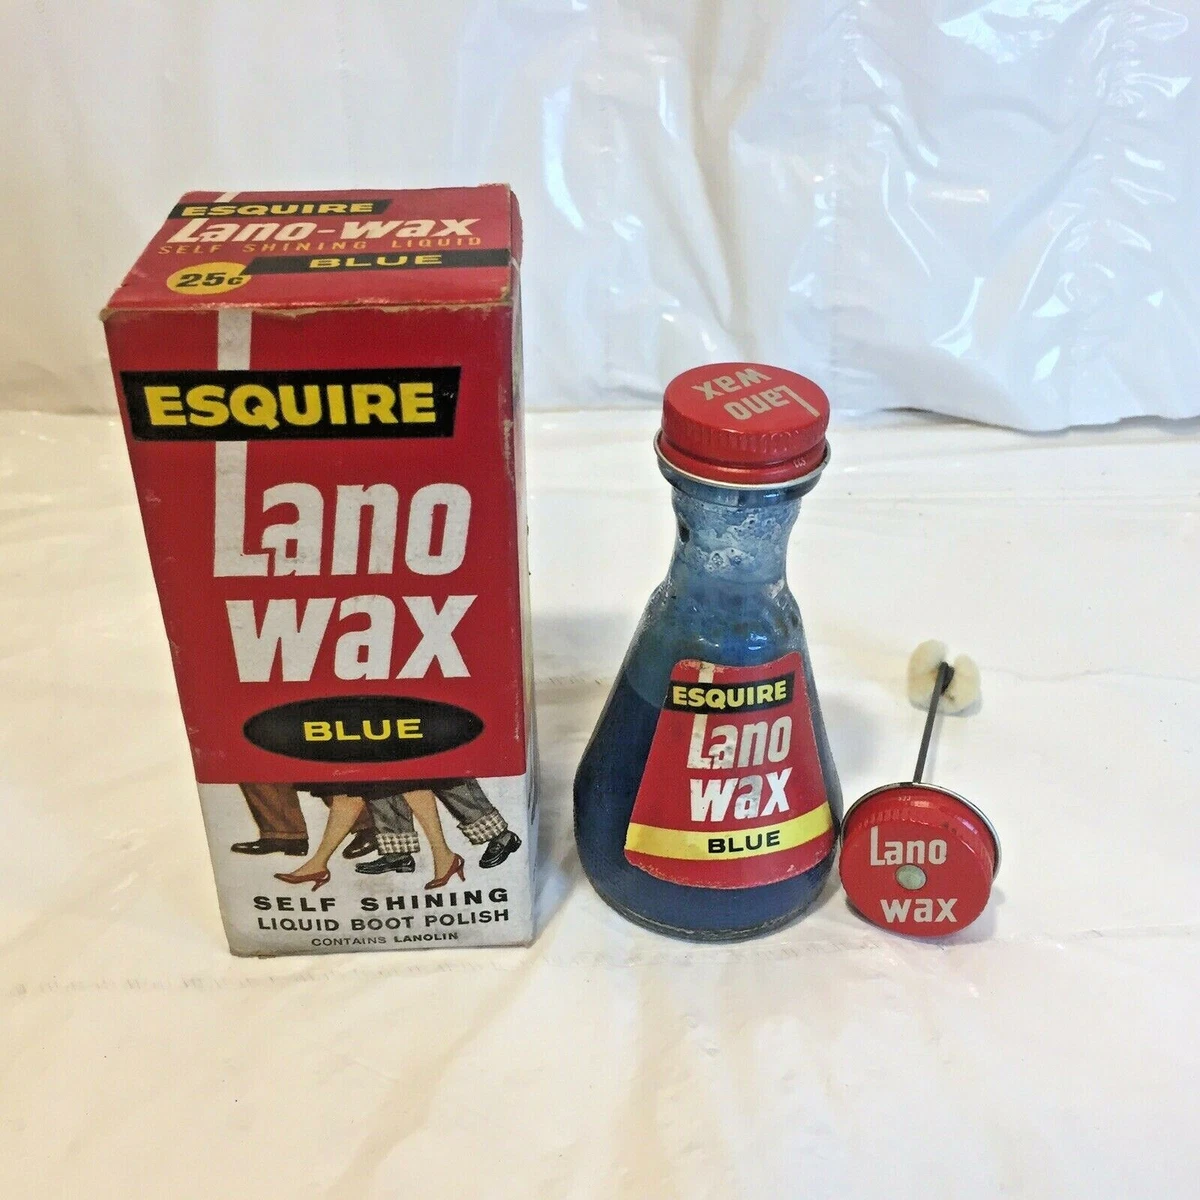 ESQUIRE
Lano-wax
SELF SHINING LIQUID
BLUE
25¢
ESQUIRE
Lano
wax
BLUE
SELF SHINING
LIQUID BOOT POLISH
CONTAINS LANOLIN
Lano
wax
ESQUIRE
Lano
wax
BLUE
Lano
wax